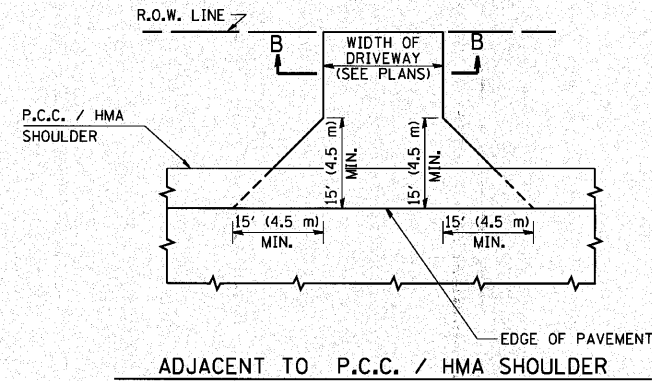 R.O.W. LINE
B
WIDTH OF
DRIVEWAY
(SEE PLANS)
B
P.C.C. / HMA
SHOULDER
15' (4.5 m)
MIN.
15' (4.5 m)
MIN.
15' (4.5 m)
MIN.
15' (4.5 m)
MIN.
EDGE OF PAVEMENT
ADJACENT TO P.C.C. / HMA SHOULDER